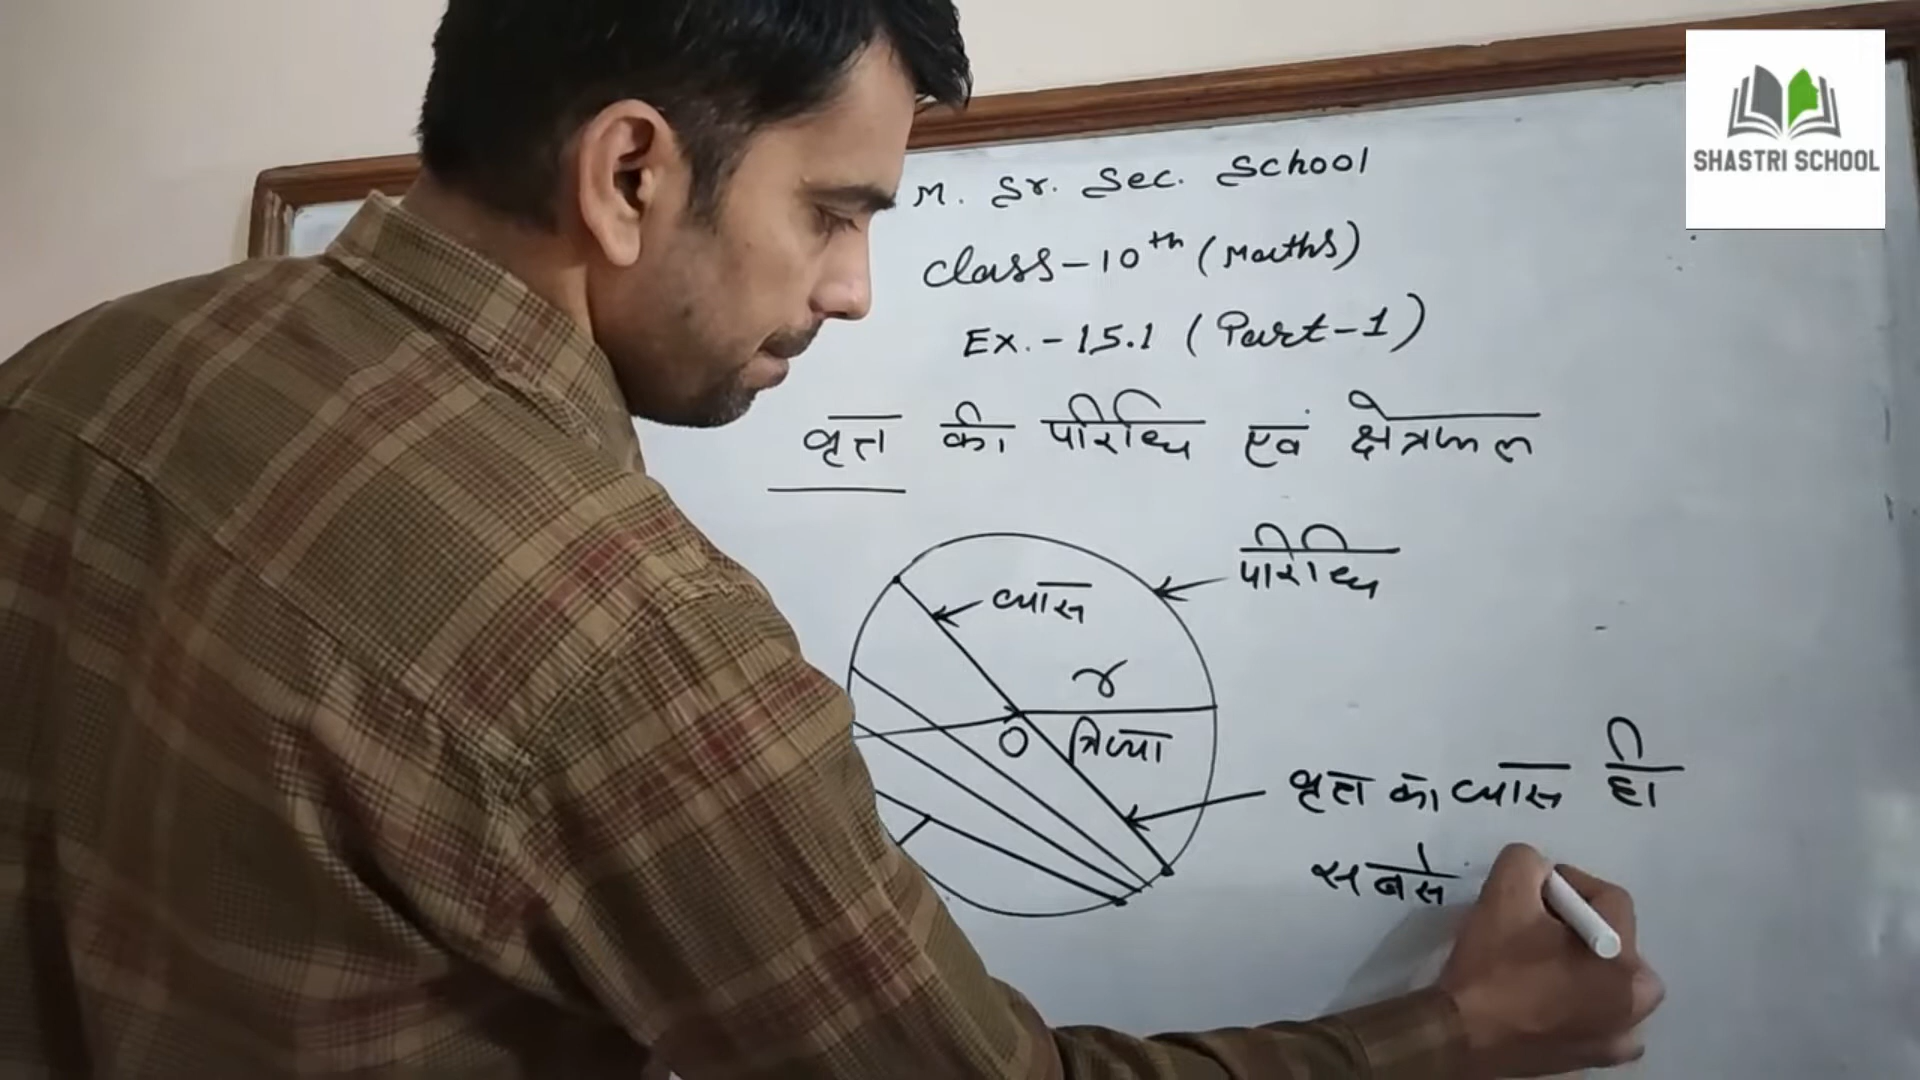 SHASTRI SCHOOL
M. Sr. Sec. School
Class-10th (Maths)
Ex.-15.1 (Part-1)
वृत्त की परिधि एवं क्षेत्रफल
परिधि
व्यास
r
O त्रिज्या
वृत्त का व्यास ही
सबसे